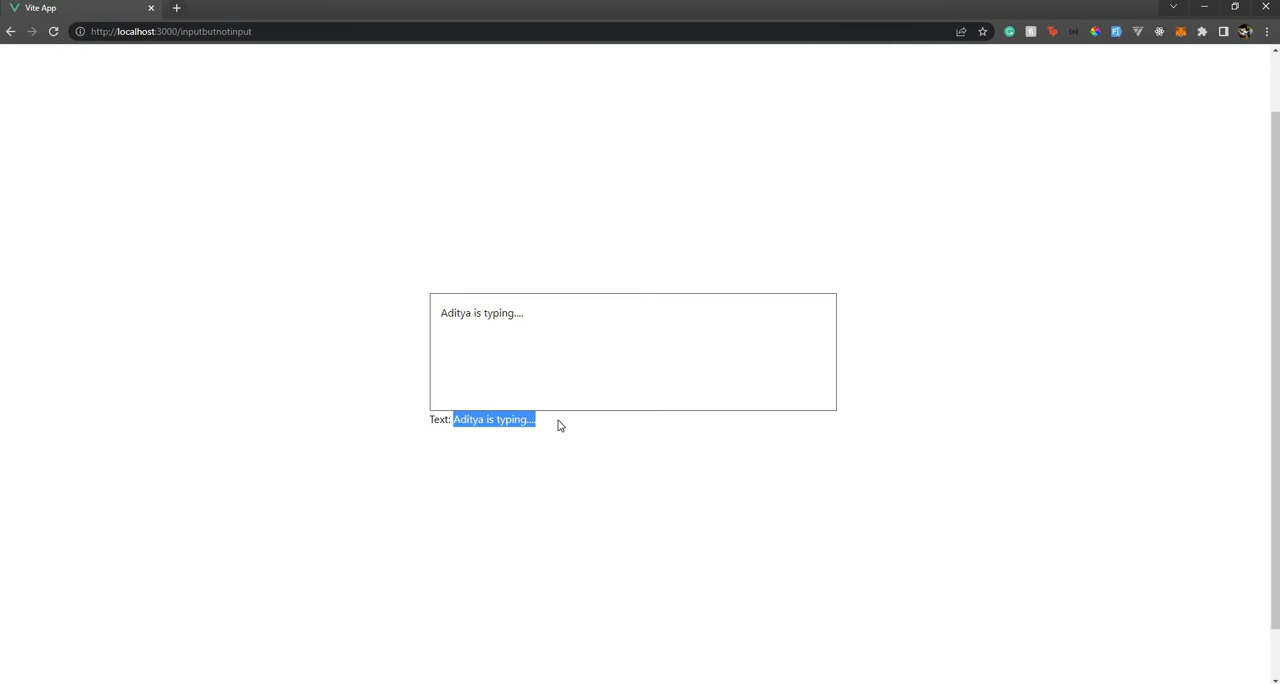 Vite App
http://localhost:3000/inputbutnotinput
Aditya is typing....
Text: Aditya is typing....